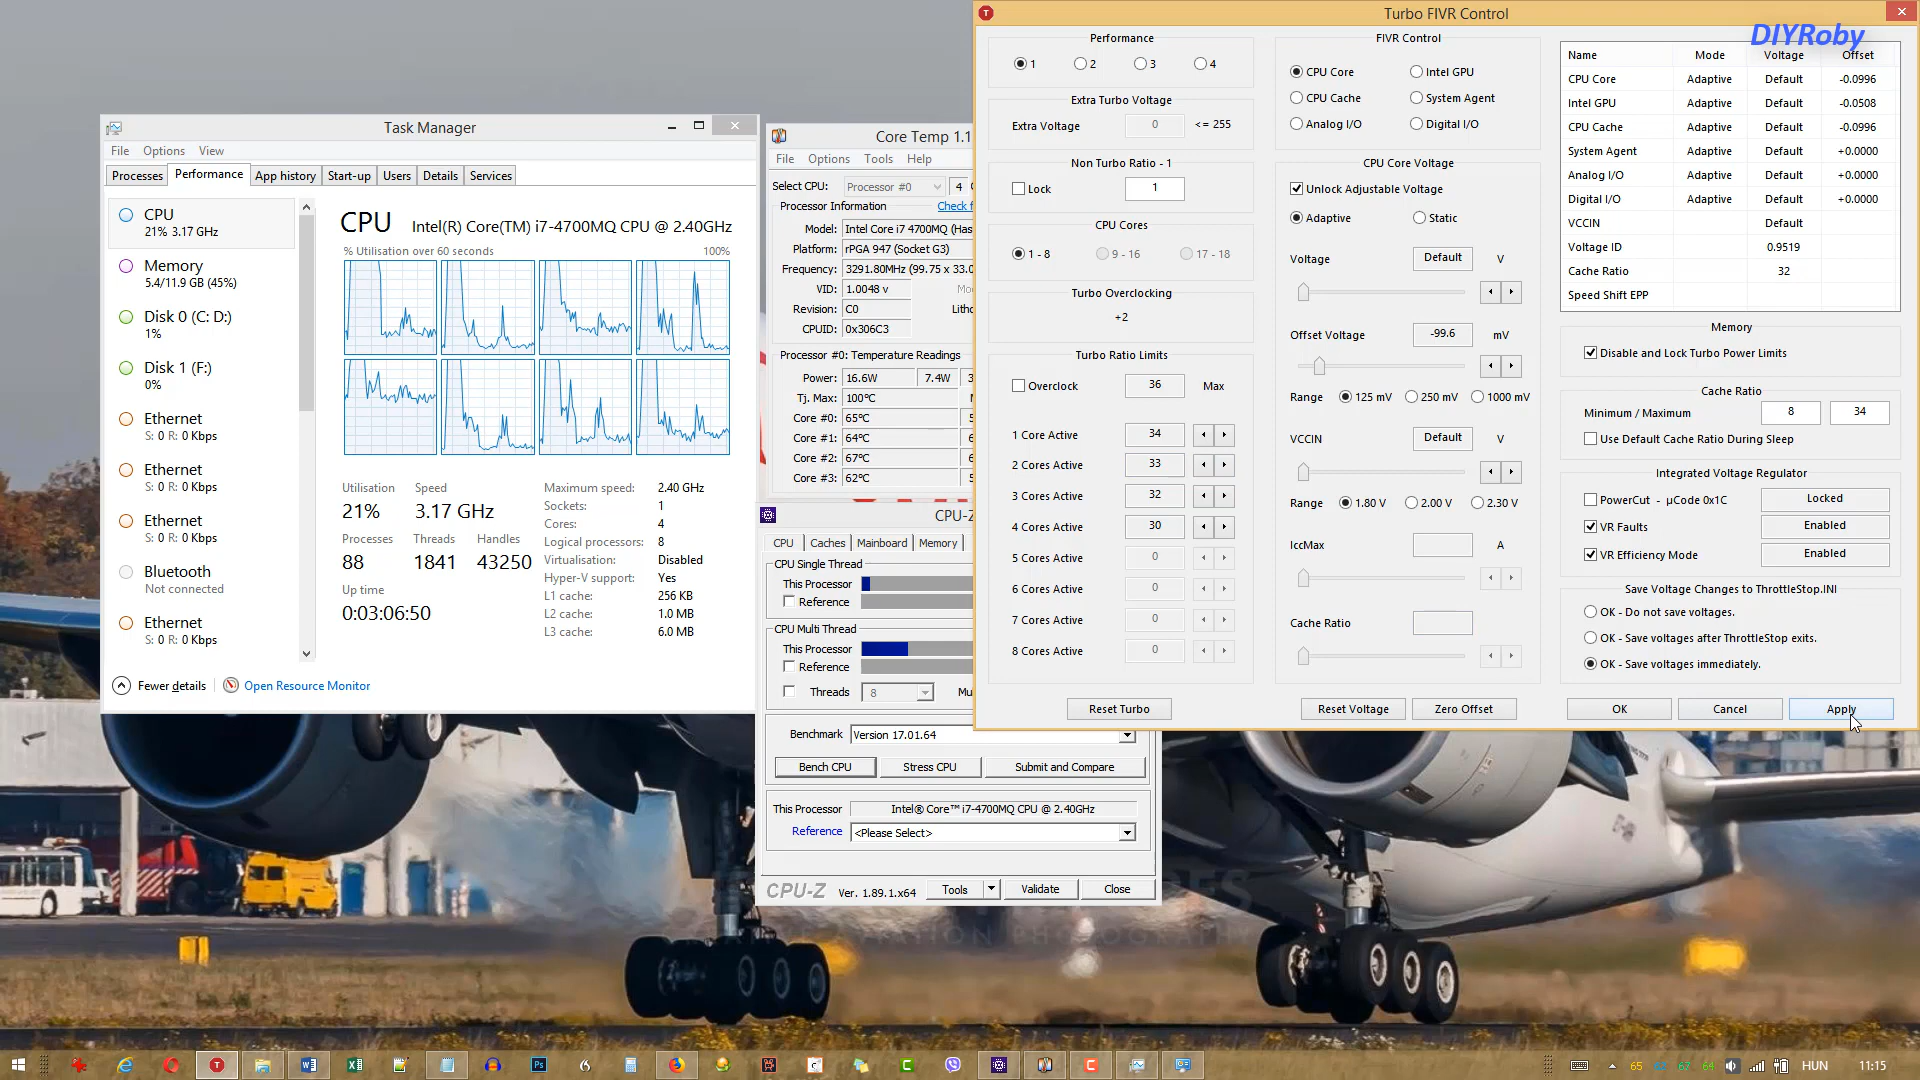 Task Manager
File Options View
Processes Performance App history Start-up Users Details Services
CPU
21% 3.17 GHz
Memory
5.4/11.9 GB (45%)
Disk 0 (C: D:)
1%
Disk 1 (F:)
0%
Ethernet
S: 0 R: 0 Kbps
Ethernet
S: 0 R: 0 Kbps
Ethernet
S: 0 R: 0 Kbps
Bluetooth
Not connected
Ethernet
S: 0 R: 0 Kbps
CPU Intel(R) Core(TM) i7-4700MQ CPU @ 2.40GHz
% Utilisation over 60 seconds 100%
Utilisation Speed
21% 3.17 GHz
Processes Threads Handles
88 1841 43250
Up time
0:03:06:50
Maximum speed: 2.40 GHz
Sockets: 1
Cores: 4
Logical processors: 8
Virtualisation: Disabled
Hyper-V support: Yes
L1 cache: 256 KB
L2 cache: 1.0 MB
L3 cache: 6.0 MB
Fewer details Open Resource Monitor
Core Temp 1.1
File Options Tools Help
Select CPU: Processor #0 4
Processor Information Check f
Model: Intel Core i7 4700MQ (Has
Platform: rPGA 947 (Socket G3)
Frequency: 3291.80MHz (99.75 x 33.0
VID: 1.0048 v Mo
Revision: C0 Litho
CPUID: 0x306C3
Processor #0: Temperature Readings
Power: 16.6W 7.4W 3
Tj. Max: 100°C
Core #0: 65°C
Core #1: 64°C 6
Core #2: 67°C 6
Core #3: 62°C
CPU-Z
CPU Caches Mainboard Memory
CPU Single Thread
This Processor
Reference
CPU Multi Thread
This Processor
Reference
Threads 8 Mu
Benchmark Version 17.01.64
Bench CPU Stress CPU Submit and Compare
This Processor Intel® Core™ i7-4700MQ CPU @ 2.40GHz
Reference <Please Select>
CPU-Z Ver. 1.89.1.x64 Tools Validate Close
Turbo FIVR Control
DIYRoby
Performance
1 2 3 4
Extra Turbo Voltage
Extra Voltage 0 <= 255
Non Turbo Ratio - 1
Lock 1
CPU Cores
1 - 8 9 - 16 17 - 18
Turbo Overclocking
+2
Turbo Ratio Limits
Overclock 36 Max
1 Core Active 34
2 Cores Active 33
3 Cores Active 32
4 Cores Active 30
5 Cores Active 0
6 Cores Active 0
7 Cores Active 0
8 Cores Active 0
Reset Turbo
FIVR Control
CPU Core Intel GPU
CPU Cache System Agent
Analog I/O Digital I/O
CPU Core Voltage
Unlock Adjustable Voltage
Adaptive Static
Voltage Default V
Offset Voltage -99.6 mV
Range 125 mV 250 mV 1000 mV
VCCIN Default V
Range 1.80 V 2.00 V 2.30 V
IccMax A
Cache Ratio
Reset Voltage Zero Offset
Name Mode Voltage Offset
CPU Core Adaptive Default -0.0996
Intel GPU Adaptive Default -0.0508
CPU Cache Adaptive Default -0.0996
System Agent Adaptive Default +0.0000
Analog I/O Adaptive Default +0.0000
Digital I/O Adaptive Default +0.0000
VCCIN Default
Voltage ID 0.9519
Cache Ratio 32
Speed Shift EPP
Memory
Disable and Lock Turbo Power Limits
Cache Ratio
Minimum / Maximum 8 34
Use Default Cache Ratio During Sleep
Integrated Voltage Regulator
PowerCut - µCode 0x1C Locked
VR Faults Enabled
VR Efficiency Mode Enabled
Save Voltage Changes to ThrottleStop.INI
OK - Do not save voltages.
OK - Save voltages after ThrottleStop exits.
OK - Save voltages immediately.
OK Cancel Apply
65 62 67 64 HUN 11:15